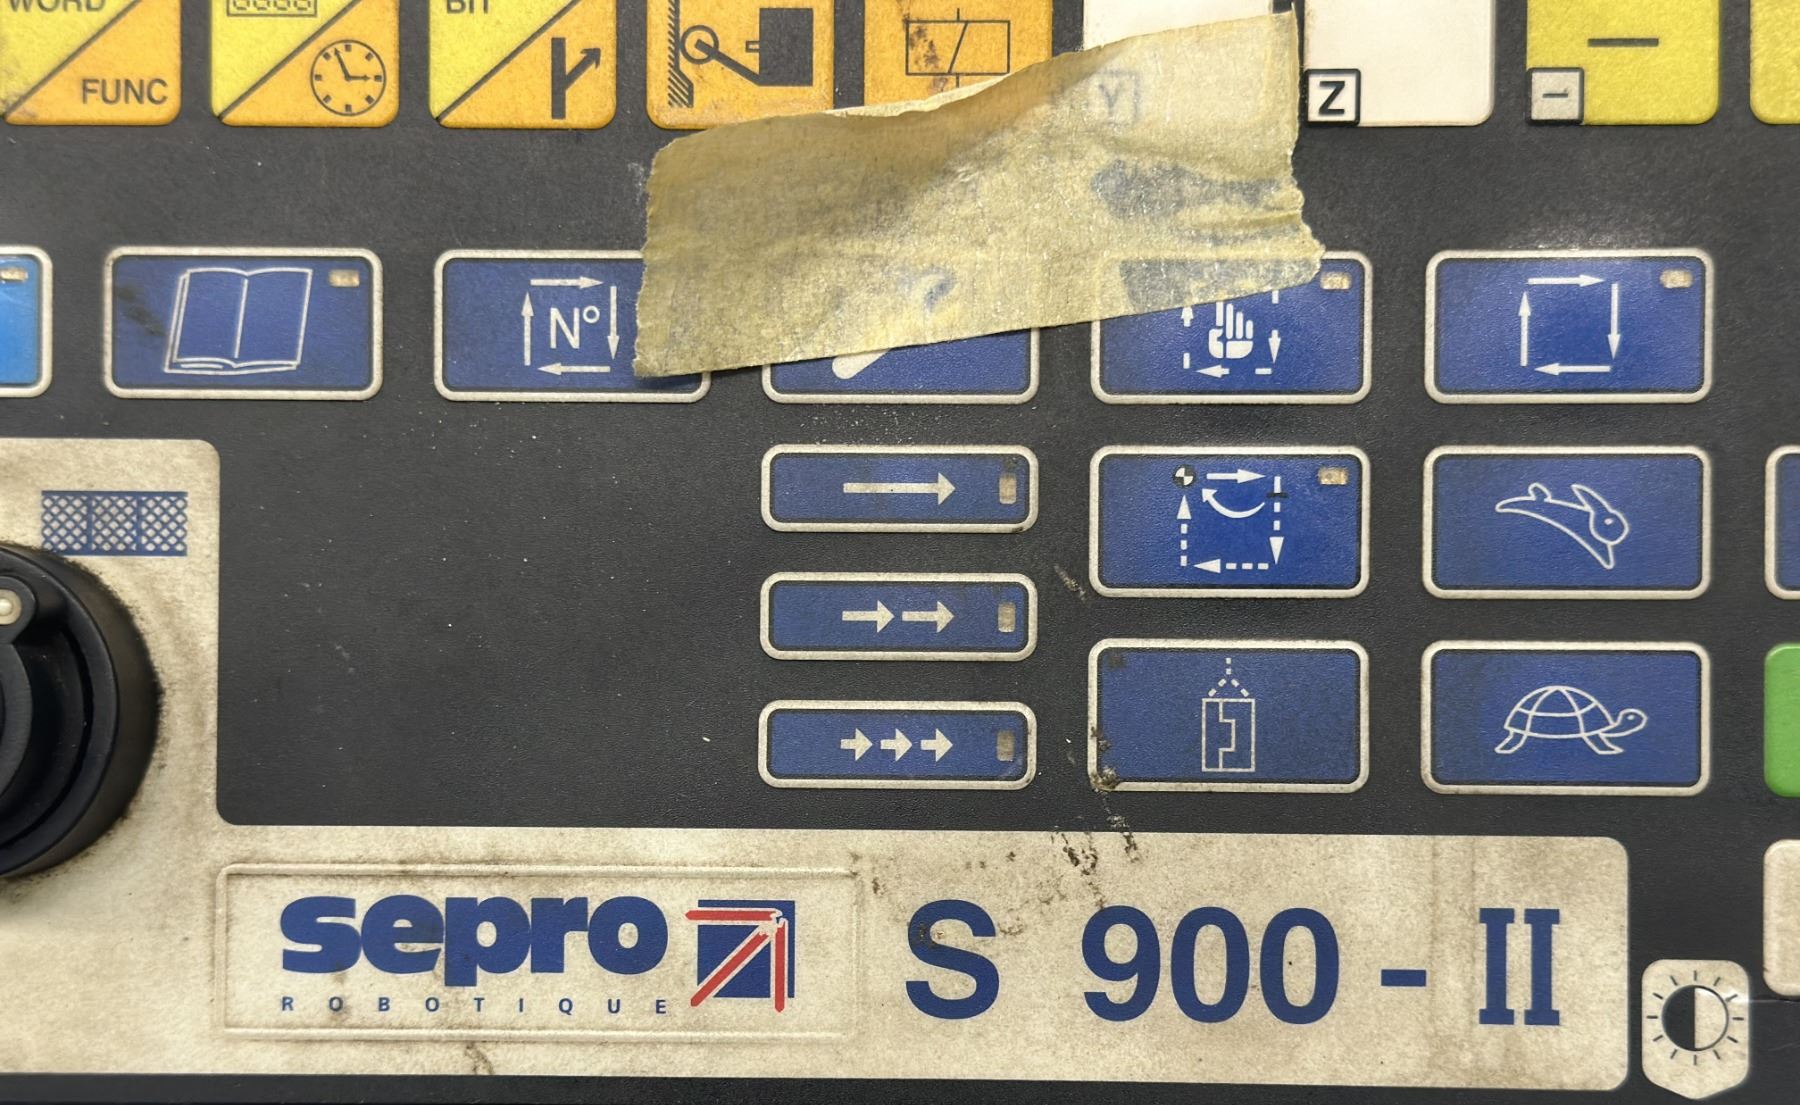 WORD
BIT
FUNC
Y
Z
-
N°
sepro
ROBOTIQUE
S 900 - II